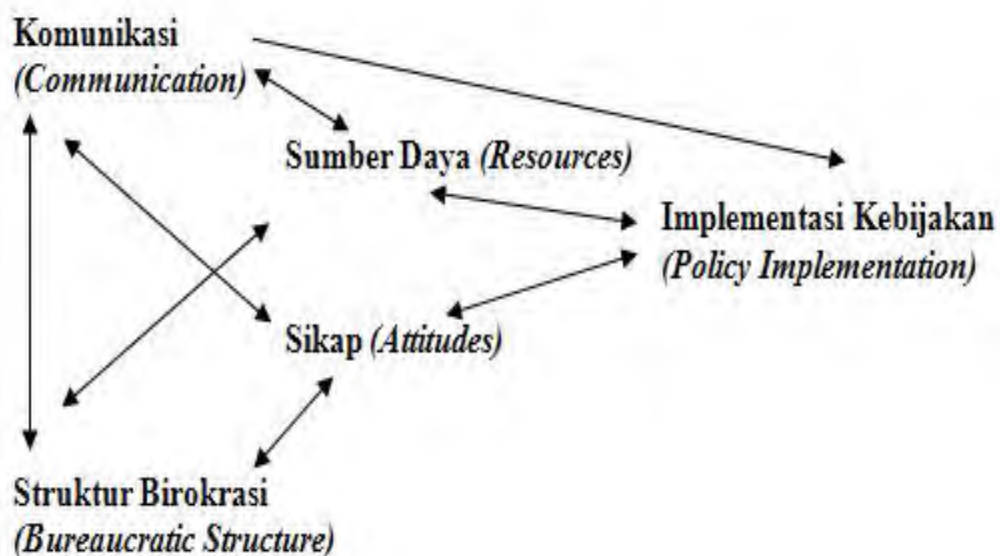 Komunikasi
(Communication)
Sumber Daya (Resources)
Implementasi Kebijakan
(Policy Implementation)
Sikap (Attitudes)
Struktur Birokrasi
(Bureaucratic Structure)